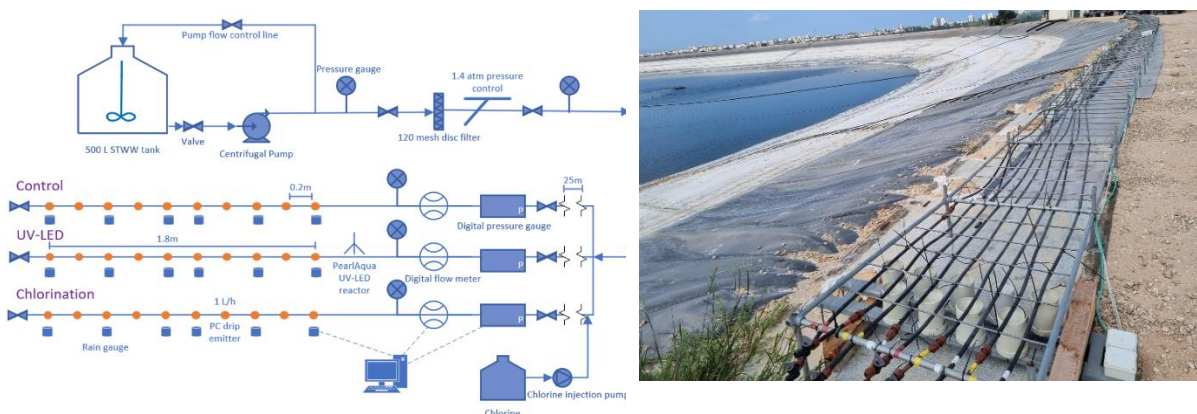 Pump flow control line
Pressure gauge
1.4 atm pressure
control
Valve
120 mesh disc filter
500 L STWW tank
Centrifugal Pump
Control
0.2m
25m
P
Digital pressure gauge
UV-LED
1.8m
PearlAqua
UV-LED
reactor
P
Digital flow meter
Chlorination
1 L/h
P
PC drip
emitter
Rain gauge
Chlorine injection pump
Chlorine